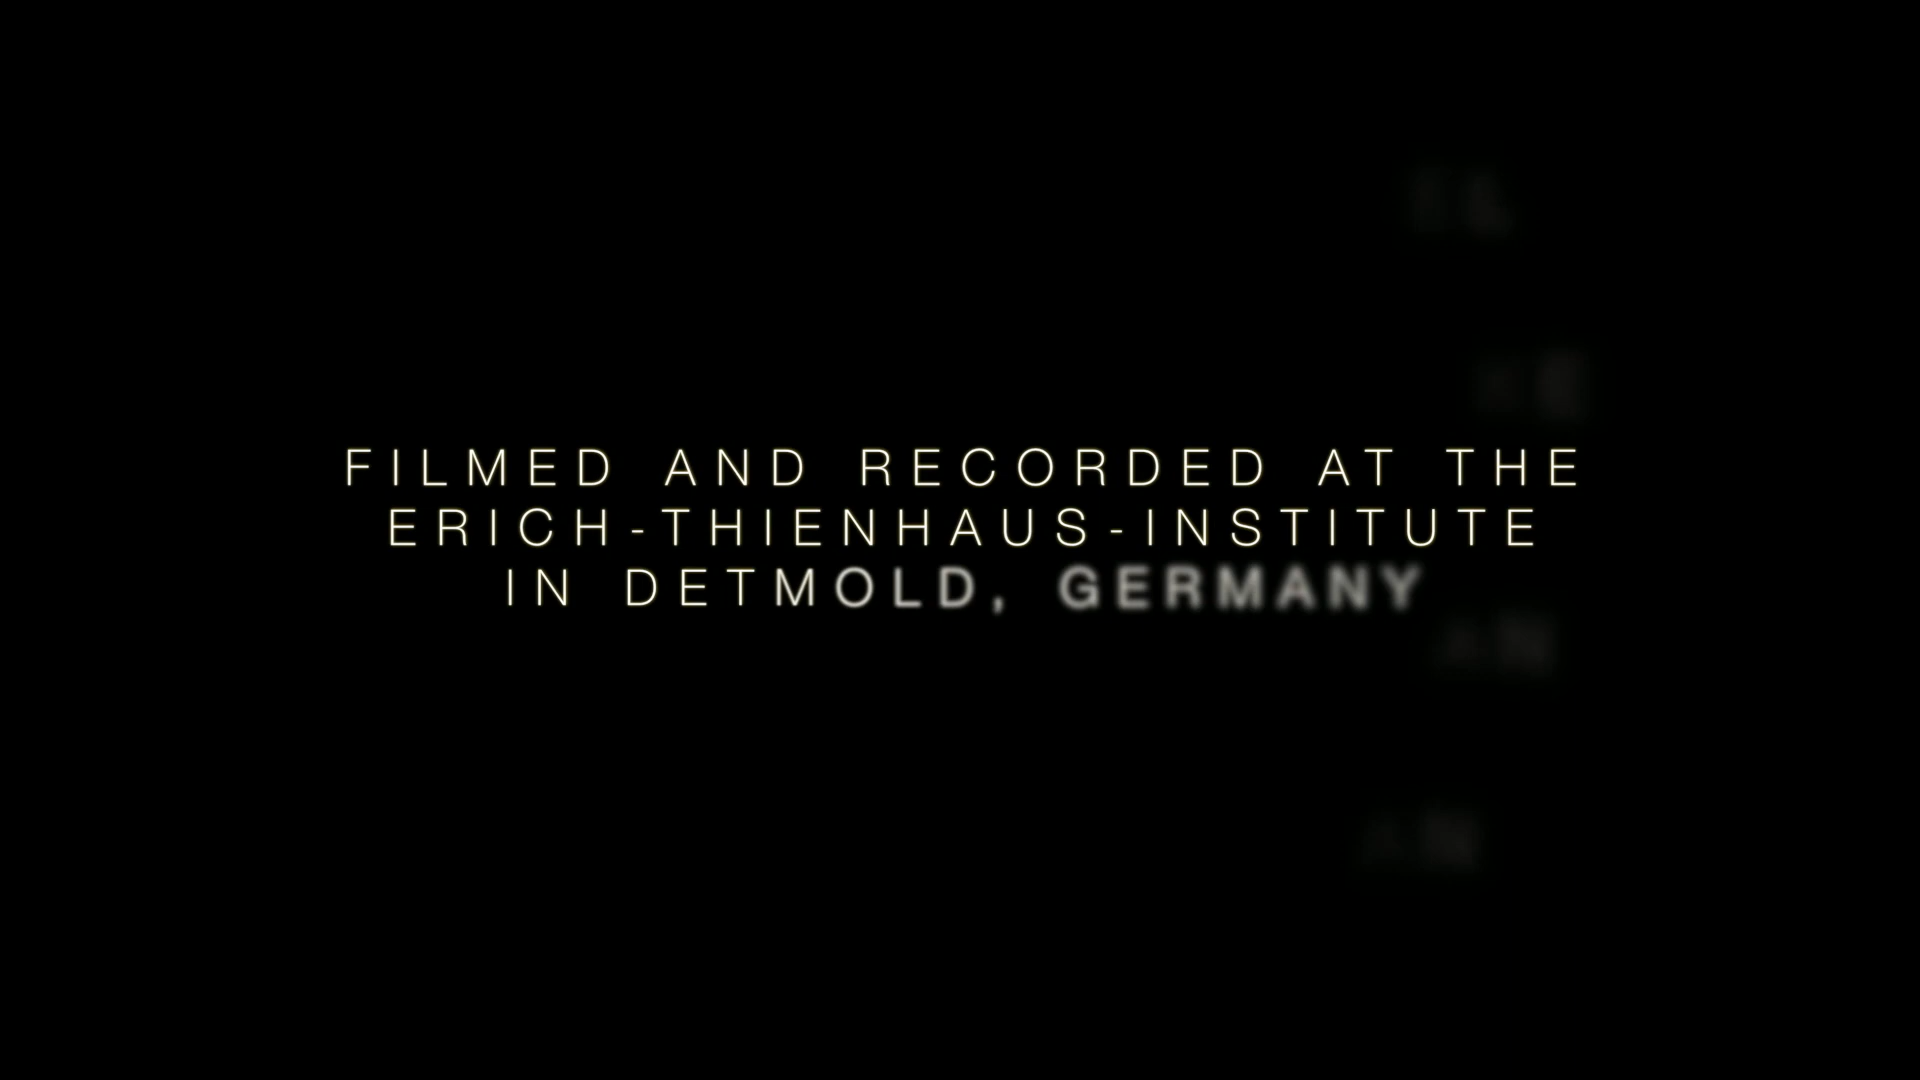 FILMED AND RECORDED AT THE
ERICH-THIENHAUS-INSTITUTE
IN DETMOLD, GERMANY